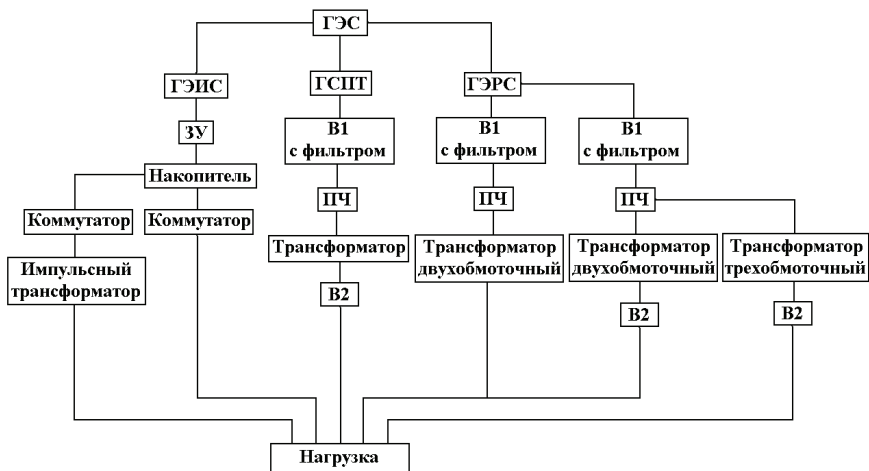 ГЭС
ГЭИС
ГСПТ
ГЭРС
ЗУ
В1
с фильтром
В1
с фильтром
В1
с фильтром
Накопитель
ПЧ
ПЧ
ПЧ
Коммутатор
Коммутатор
Трансформатор
Трансформатор
двухобмоточный
Трансформатор
двухобмоточный
Трансформатор
трехобмоточный
Импульсный
трансформатор
В2
В2
В2
Нагрузка